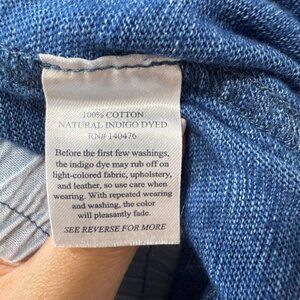 100% COTTON
NATURAL INDIGO DYED
RN# 140476
Before the first few washings,
the indigo dye may rub off on
light-colored fabric, upholstery,
and leather, so use care when
wearing. With repeated wearing
and washing, the color
will pleasantly fade.
SEE REVERSE FOR MORE